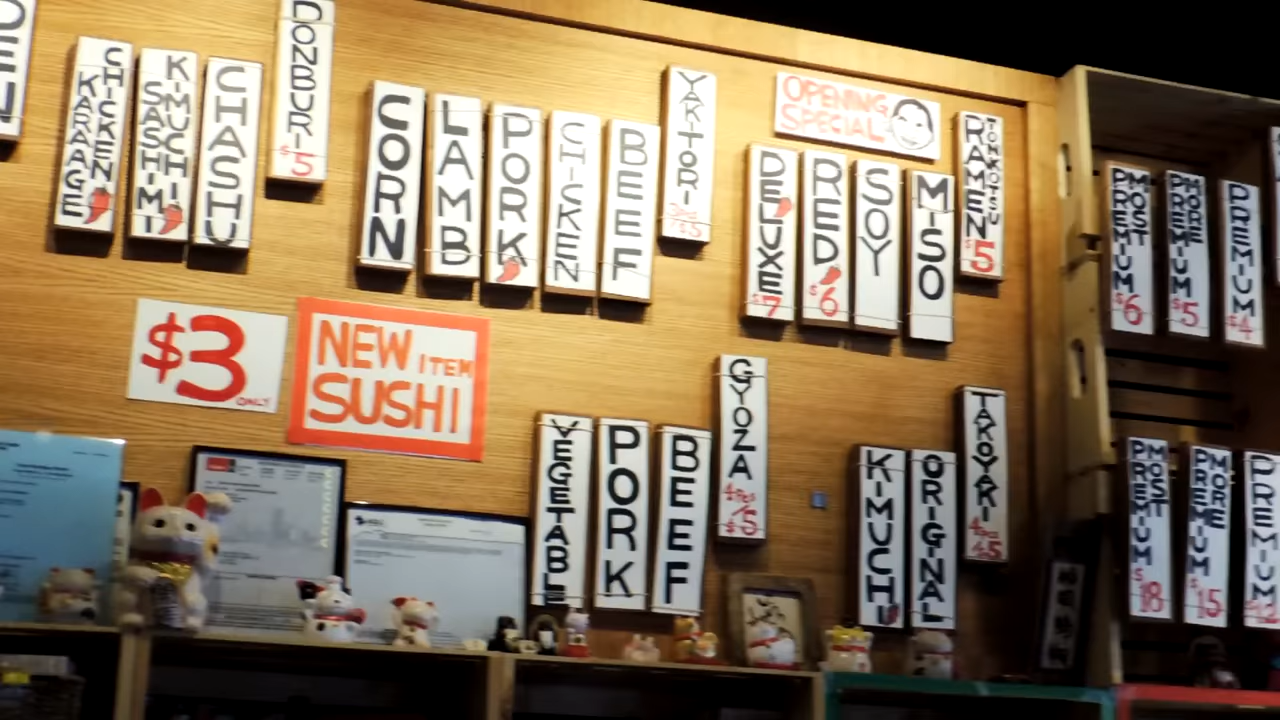 CHICKEN
KARAAGE
KIMUCHI
SASHIMI
CHASHU
DONBURI
$5
CORN
LAMB
PORK
CHICKEN
BEEF
YAKITORI
$5
OPENING
SPECIAL
DELUXE
$7
RED
$6
SOY
MISO
TONKOTSU
RAMEN
$5
MOST
PREMIUM
$6
MORE
PREMIUM
$5
PREMIUM
$4
$3
ONLY
NEW ITEM
SUSHI
VEGETABLE
PORK
BEEF
GYOZA
4PCS
$5
KIMUCHI
ORIGINAL
TAKOYAKI
MOST
PREMIUM
$18
MORE
PREMIUM
$15
PREMIUM